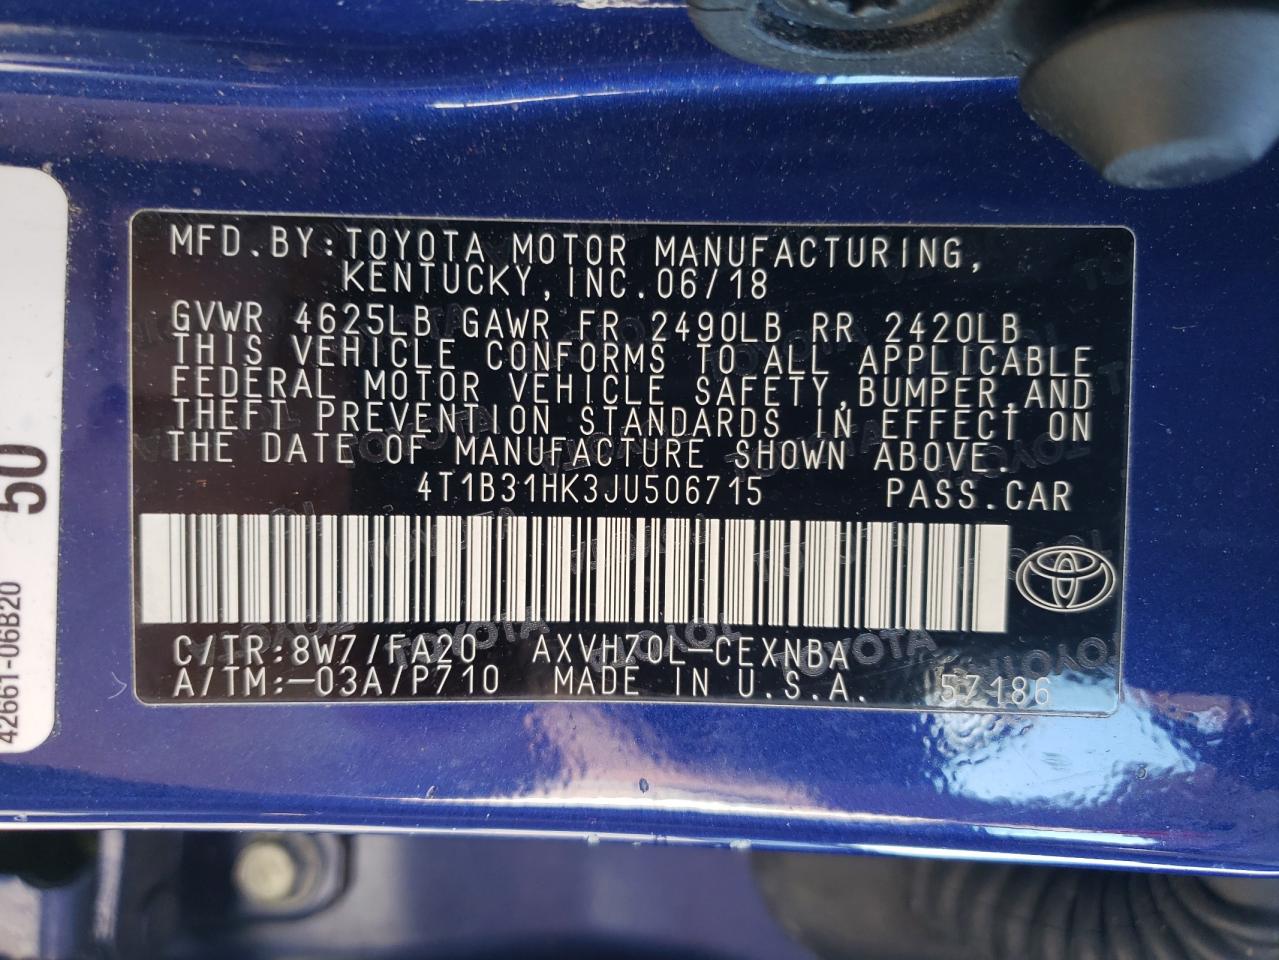 MFD.BY:TOYOTA MOTOR MANUFACTURING,
KENTUCKY,INC.06/18
GVWR 4625LB GAWR FR 2490LB RR 2420LB
THIS VEHICLE CONFORMS TO ALL APPLICABLE
FEDERAL MOTOR VEHICLE SAFETY,BUMPER,AND
THEFT PREVENTION STANDARDS IN EFFECT ON
THE DATE OF MANUFACTURE SHOWN ABOVE.
4T1B31HK3JU506715 PASS.CAR
C/TR:8W7/FA20 AXVH70L-CEXNBA
A/TM:-03A/P710 MADE IN U.S.A. 57186
50
42661-06B20